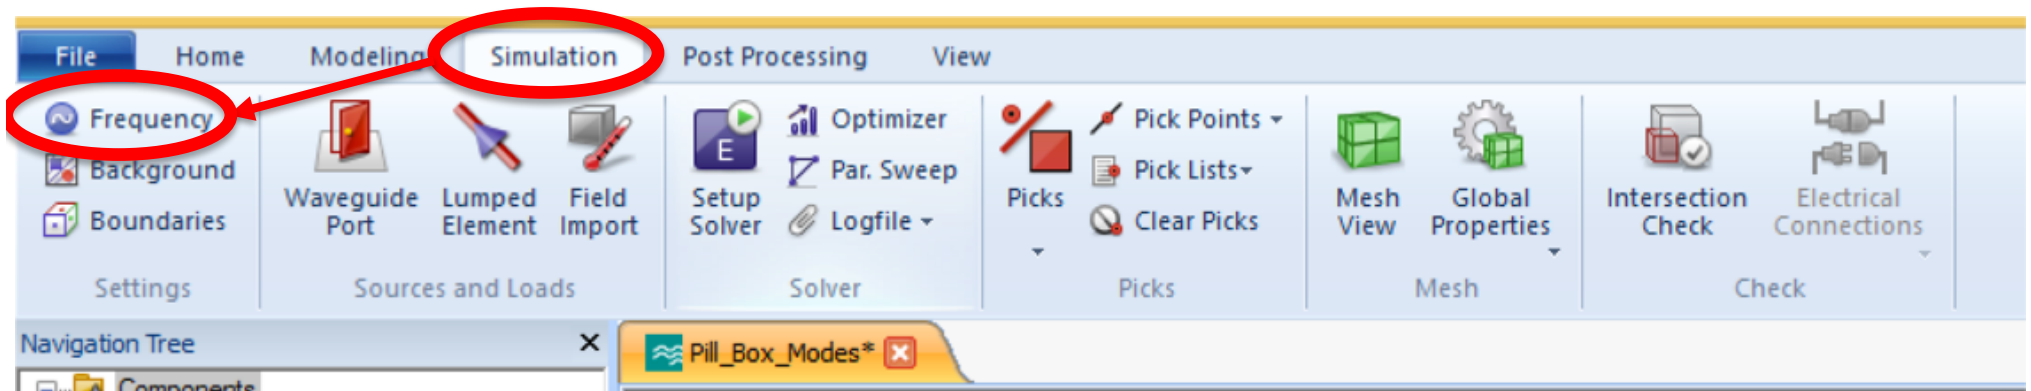 File Home Modeling Simulation Post Processing View
Frequency
Background
Boundaries
Settings
Waveguide
Port
Lumped
Element
Field
Import
Sources and Loads
E
Setup
Solver
Optimizer
Par. Sweep
Logfile
Solver
Picks
Pick Points
Pick Lists
Clear Picks
Picks
Mesh
View
Global
Properties
Mesh
Intersection
Check
Electrical
Connections
Check
Navigation Tree
Pill_Box_Modes*
Components